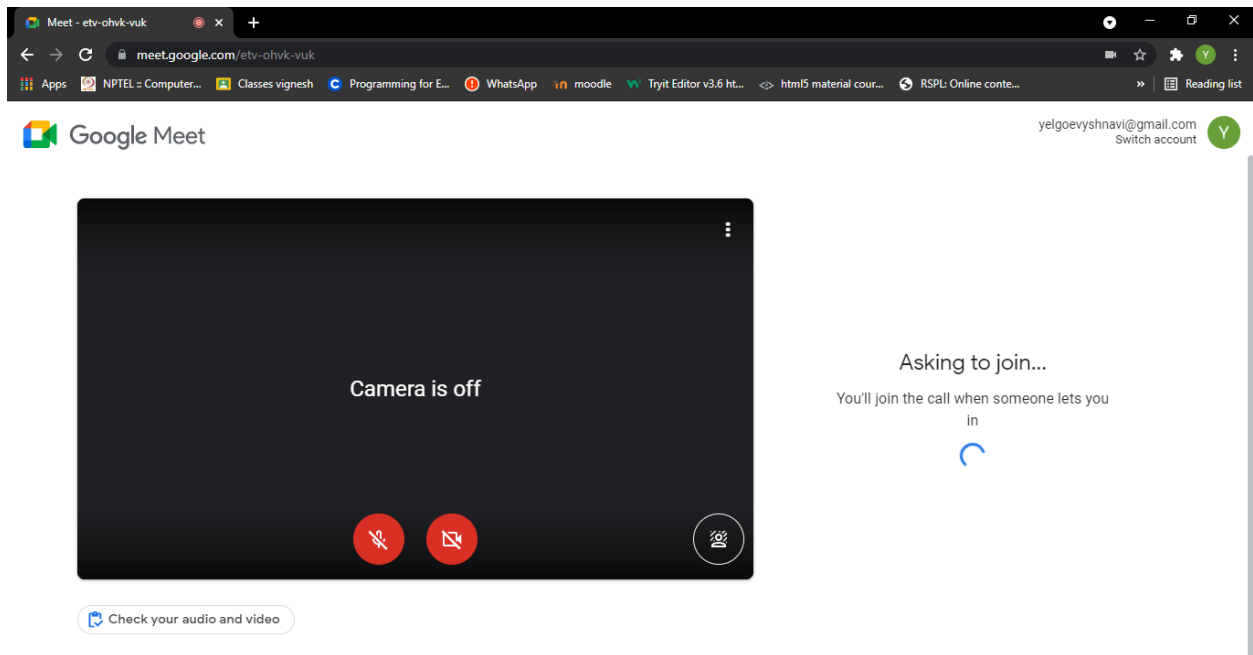 Meet - etv-ohvk-vuk
meet.google.com/etv-ohvk-vuk
Apps NPTEL :: Computer... Classes vignesh Programming for E... WhatsApp moodle Tryit Editor v3.6 ht... html5 material cour... RSPL: Online conte... » Reading list
Google Meet
yelgoevyshnavi@gmail.com
Switch account
Y
Camera is off
Asking to join...
You'll join the call when someone lets you
in
Check your audio and video